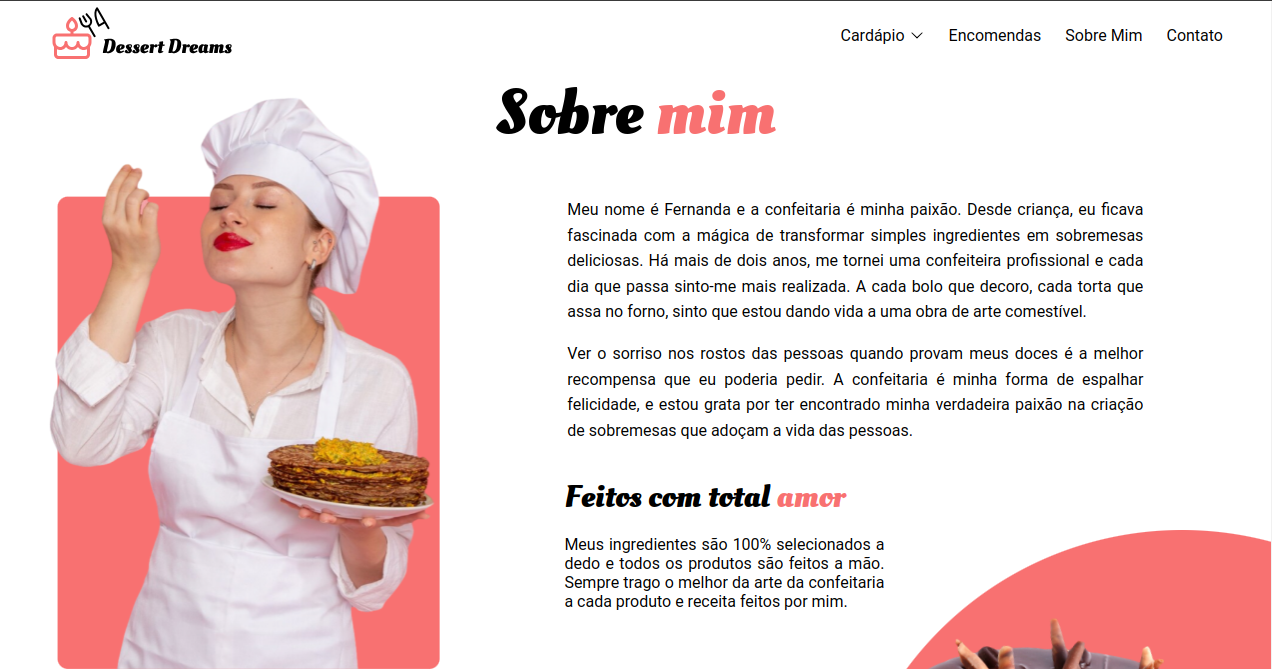 Dessert Dreams
Cardápio
Encomendas
Sobre Mim
Contato
Sobre mim
Meu nome é Fernanda e a confeitaria é minha paixão. Desde criança, eu ficava
fascinada com a mágica de transformar simples ingredientes em sobremesas
deliciosas. Há mais de dois anos, me tornei uma confeiteira profissional e cada
dia que passa sinto-me mais realizada. A cada bolo que decoro, cada torta que
assa no forno, sinto que estou dando vida a uma obra de arte comestível.
Ver o sorriso nos rostos das pessoas quando provam meus doces é a melhor
recompensa que eu poderia pedir. A confeitaria é minha forma de espalhar
felicidade, e estou grata por ter encontrado minha verdadeira paixão na criação
de sobremesas que adoçam a vida das pessoas.
Feitos com total amor
Meus ingredientes são 100% selecionados a
dedo e todos os produtos são feitos a mão.
Sempre trago o melhor da arte da confeitaria
a cada produto e receita feitos por mim.